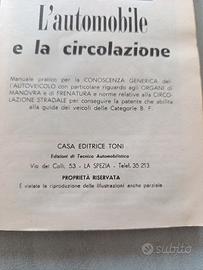 L'automobile
e la circolazione
Manuale pratico per la CONOSCENZA GENERICA del-
l'AUTOVEICOLO con particolare riguardo agli ORGANI di
MANOVRA e di FRENATURA e norme relative alla CIRCO-
LAZIONE STRADALE per conseguire la patente che abilita
alla guida dei veicoli delle Categorie B. F.
CASA EDITRICE TONI
Edizioni di Tecnica Automobilistica
Via dei Colli, 53 - LA SPEZIA - Telef. 35 213
PROPRIETÀ RISERVATA
È vietata la riproduzione delle illustrazioni anche parziale
subito